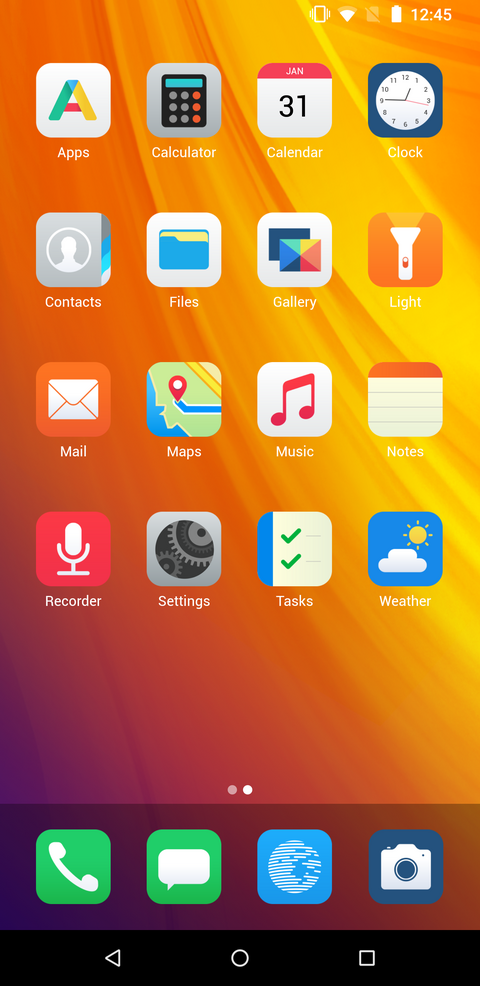 12:45
JAN
31
12
1
2
3
4
5
6
7
8
9
10
11
Apps
Calculator
Calendar
Clock
Contacts
Files
Gallery
Light
Mail
Maps
Music
Notes
Recorder
Settings
Tasks
Weather